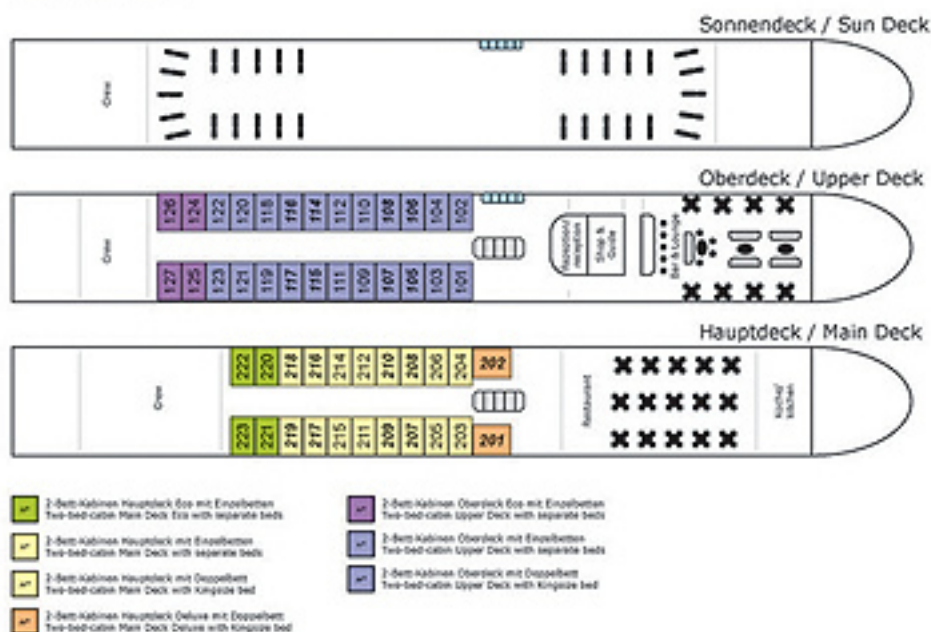 Sonnendeck / Sun Deck
Crew
Oberdeck / Upper Deck
126 124 122 120 118 116 114 112 110 108 106 104 102
Crew
Rezeption/
reception
Shop &
Guide
Bar & Lounge
127 125 123 121 119 117 115 111 109 107 105 103 101
Hauptdeck / Main Deck
222 220 218 216 214 212 210 208 206 204 202
Crew
Restaurant
Küche/
kitchen
223 221 219 217 215 211 209 207 205 203 201
2-Bett-Kabinen Hauptdeck Eco mit Einzelbetten
Two-bed-cabin Main Deck Eco with separate beds
2-Bett-Kabinen Hauptdeck mit Einzelbetten
Two-bed-cabin Main Deck with separate beds
2-Bett-Kabinen Hauptdeck mit Doppelbett
Two-bed-cabin Main Deck with Kingsize bed
2-Bett-Kabinen Hauptdeck Deluxe mit Doppelbett
Two-bed-cabin Main Deck Deluxe with Kingsize bed
2-Bett-Kabinen Oberdeck Eco mit Einzelbetten
Two-bed-cabin Upper Deck with separate beds
2-Bett-Kabinen Oberdeck mit Einzelbetten
Two-bed-cabin Upper Deck with separate beds
2-Bett-Kabinen Oberdeck mit Doppelbett
Two-bed-cabin Upper Deck with Kingsize bed